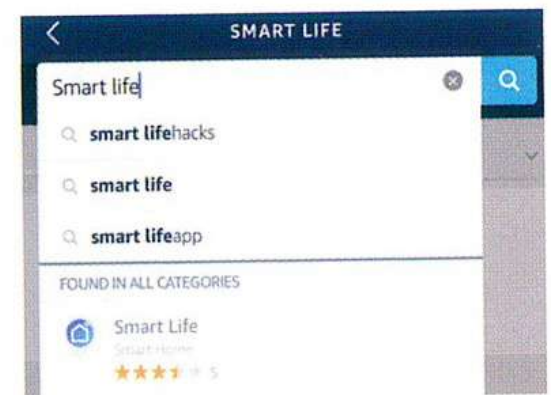 SMART LIFE
Smart life
smart lifehacks
smart life
smart lifeapp
FOUND IN ALL CATEGORIES
Smart Life
Smart Home
5